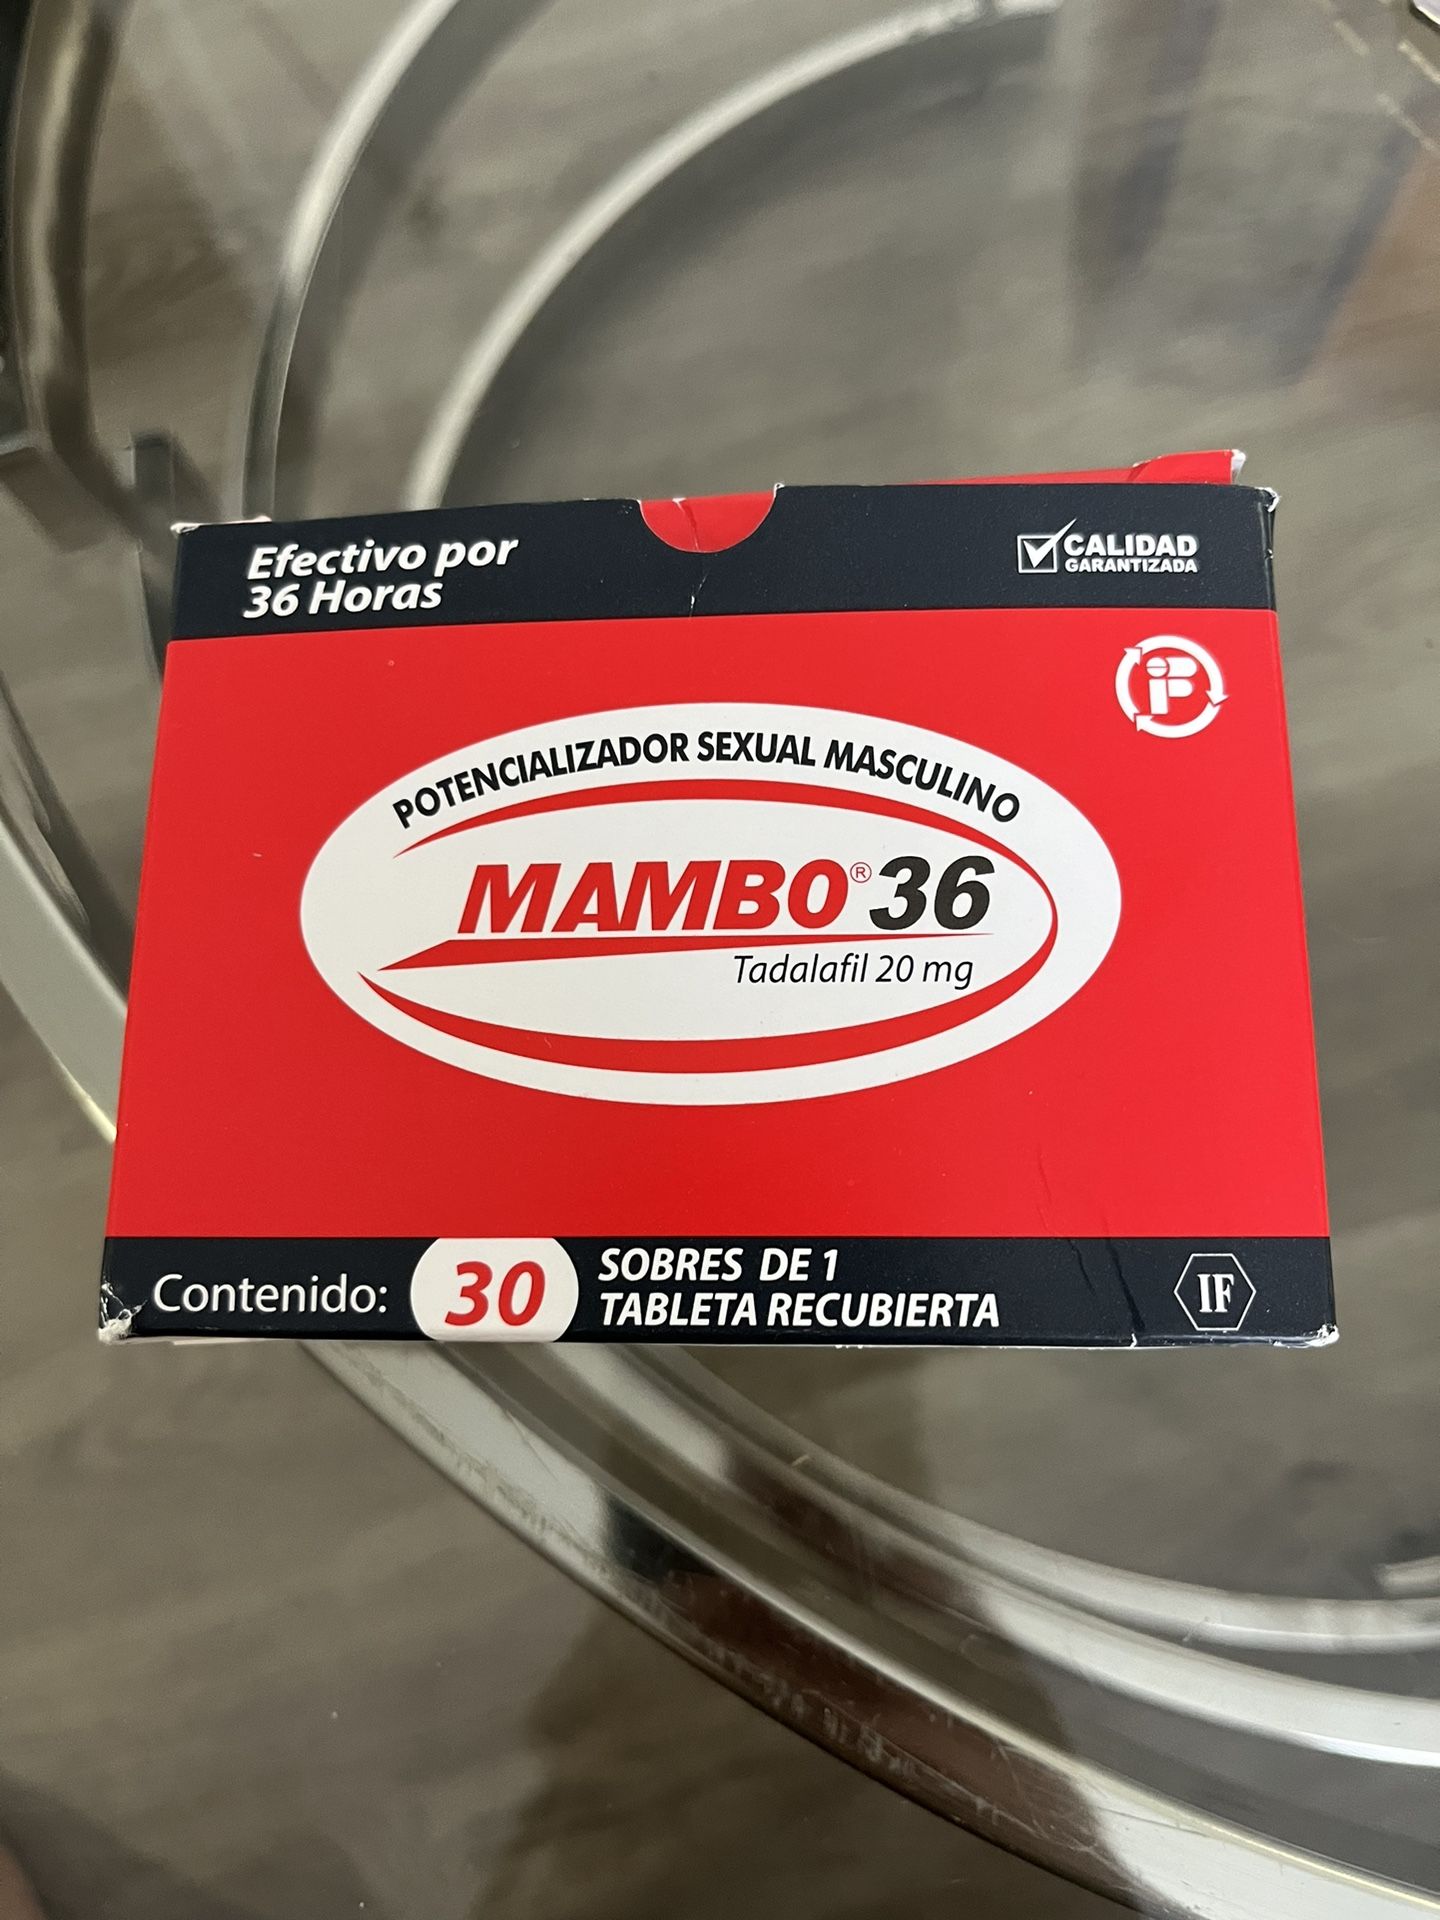 Efectivo por
36 Horas
CALIDAD
GARANTIZADA
POTENCIALIZADOR SEXUAL MASCULINO
MAMBO® 36
Tadalafil 20 mg
Contenido: 30 SOBRES DE 1
TABLETA RECUBIERTA
IF